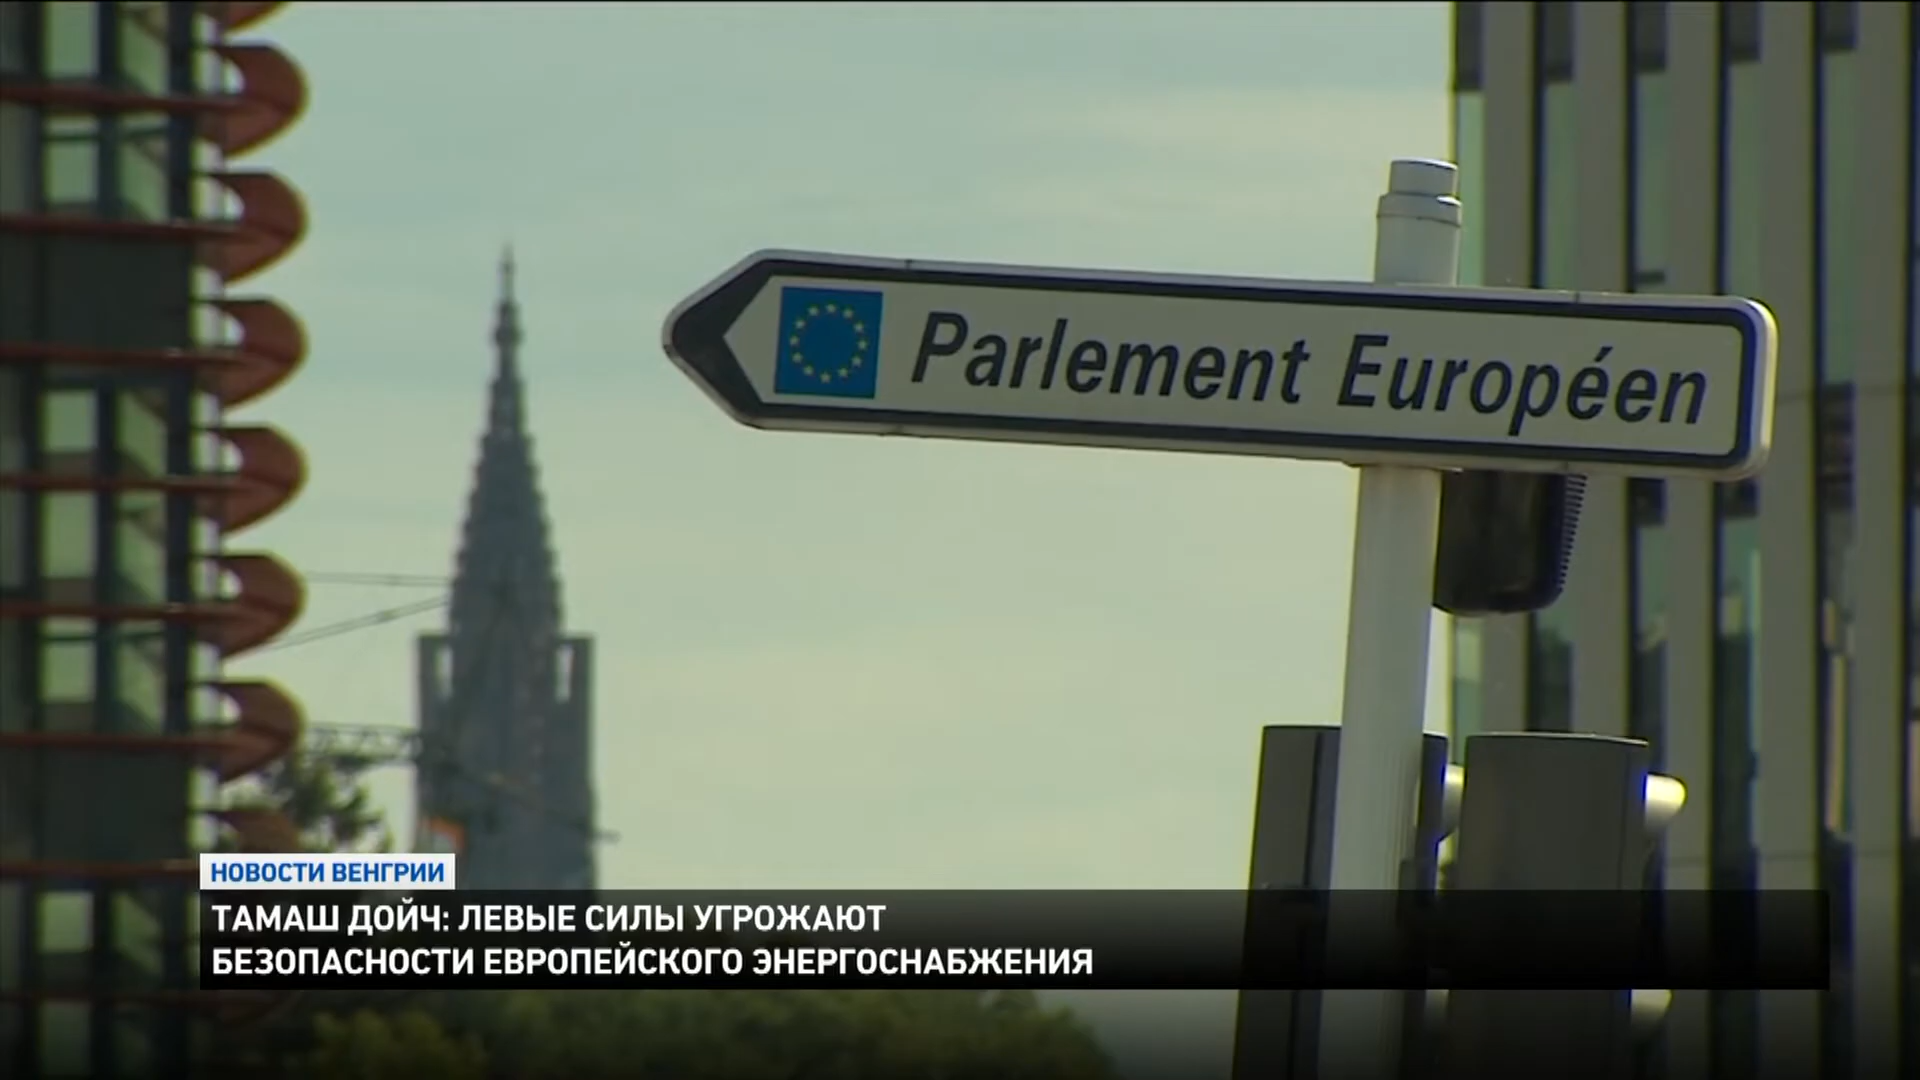 Parlement Européen
НОВОСТИ ВЕНГРИИ
ТАМАШ ДОЙЧ: ЛЕВЫЕ СИЛЫ УГРОЖАЮТ
БЕЗОПАСНОСТИ ЕВРОПЕЙСКОГО ЭНЕРГОСНАБЖЕНИЯ